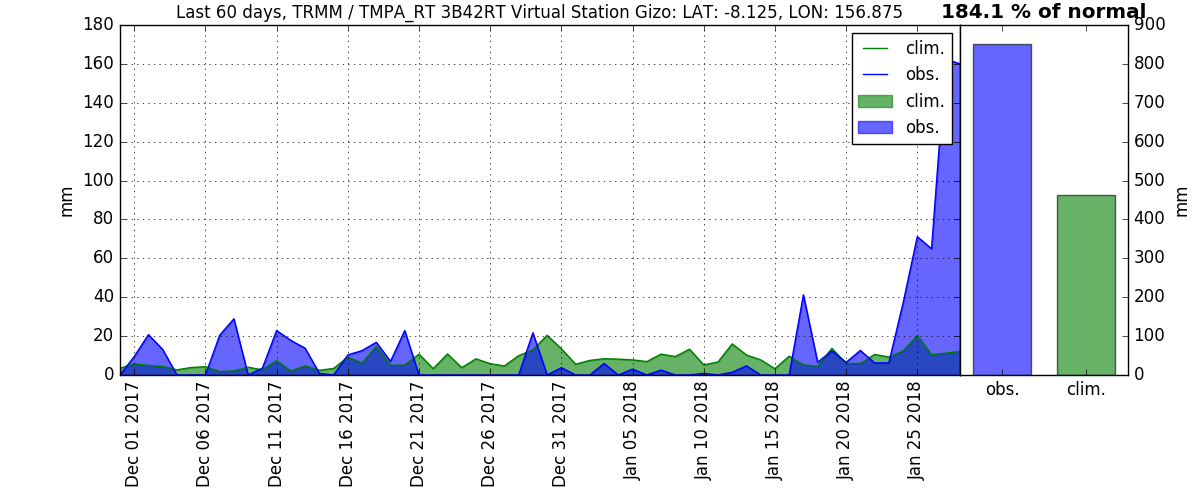 Last 60 days, TRMM / TMPA_RT 3B42RT Virtual Station Gizo: LAT: -8.125, LON: 156.875
184.1 % of normal
180
160
140
120
100
80
60
40
20
0
mm
clim.
obs.
clim.
obs.
900
800
700
600
500
400
300
200
100
0
mm
Dec 01 2017
Dec 06 2017
Dec 11 2017
Dec 16 2017
Dec 21 2017
Dec 26 2017
Dec 31 2017
Jan 05 2018
Jan 10 2018
Jan 15 2018
Jan 20 2018
Jan 25 2018
obs.
clim.